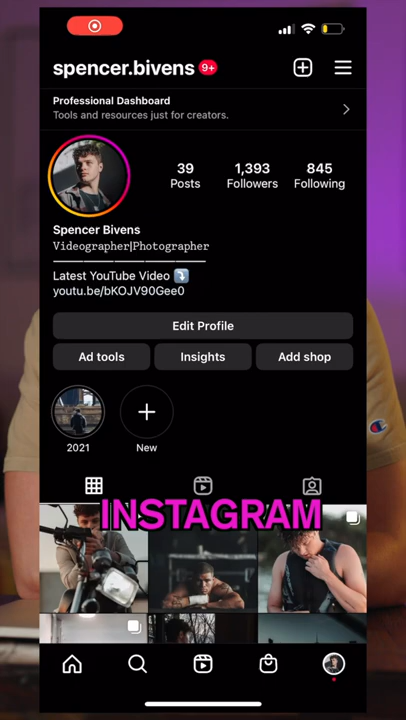 spencer.bivens 9+
Professional Dashboard
Tools and resources just for creators.
39 1,393 845
Posts Followers Following
Spencer Bivens
Videographer|Photographer
Latest YouTube Video ⤵️
youtu.be/bKOJV90Gee0
Edit Profile
Ad tools Insights Add shop
2021 New
INSTAGRAM